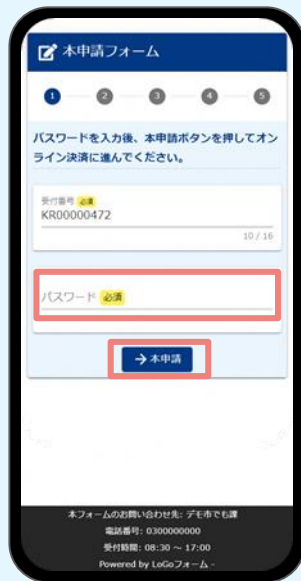 本申請フォーム
1 2 3 4 5
パスワードを入力後、本申請ボタンを押してオン
ライン決済に進んでください。
受付番号 必須
KR00000472
10 / 16
パスワード 必須
→本申請
本フォームのお問い合わせ先: デモ市でも課
電話番号: 0300000000
受付時間: 08:30 ～ 17:00
Powered by LoGoフォーム -